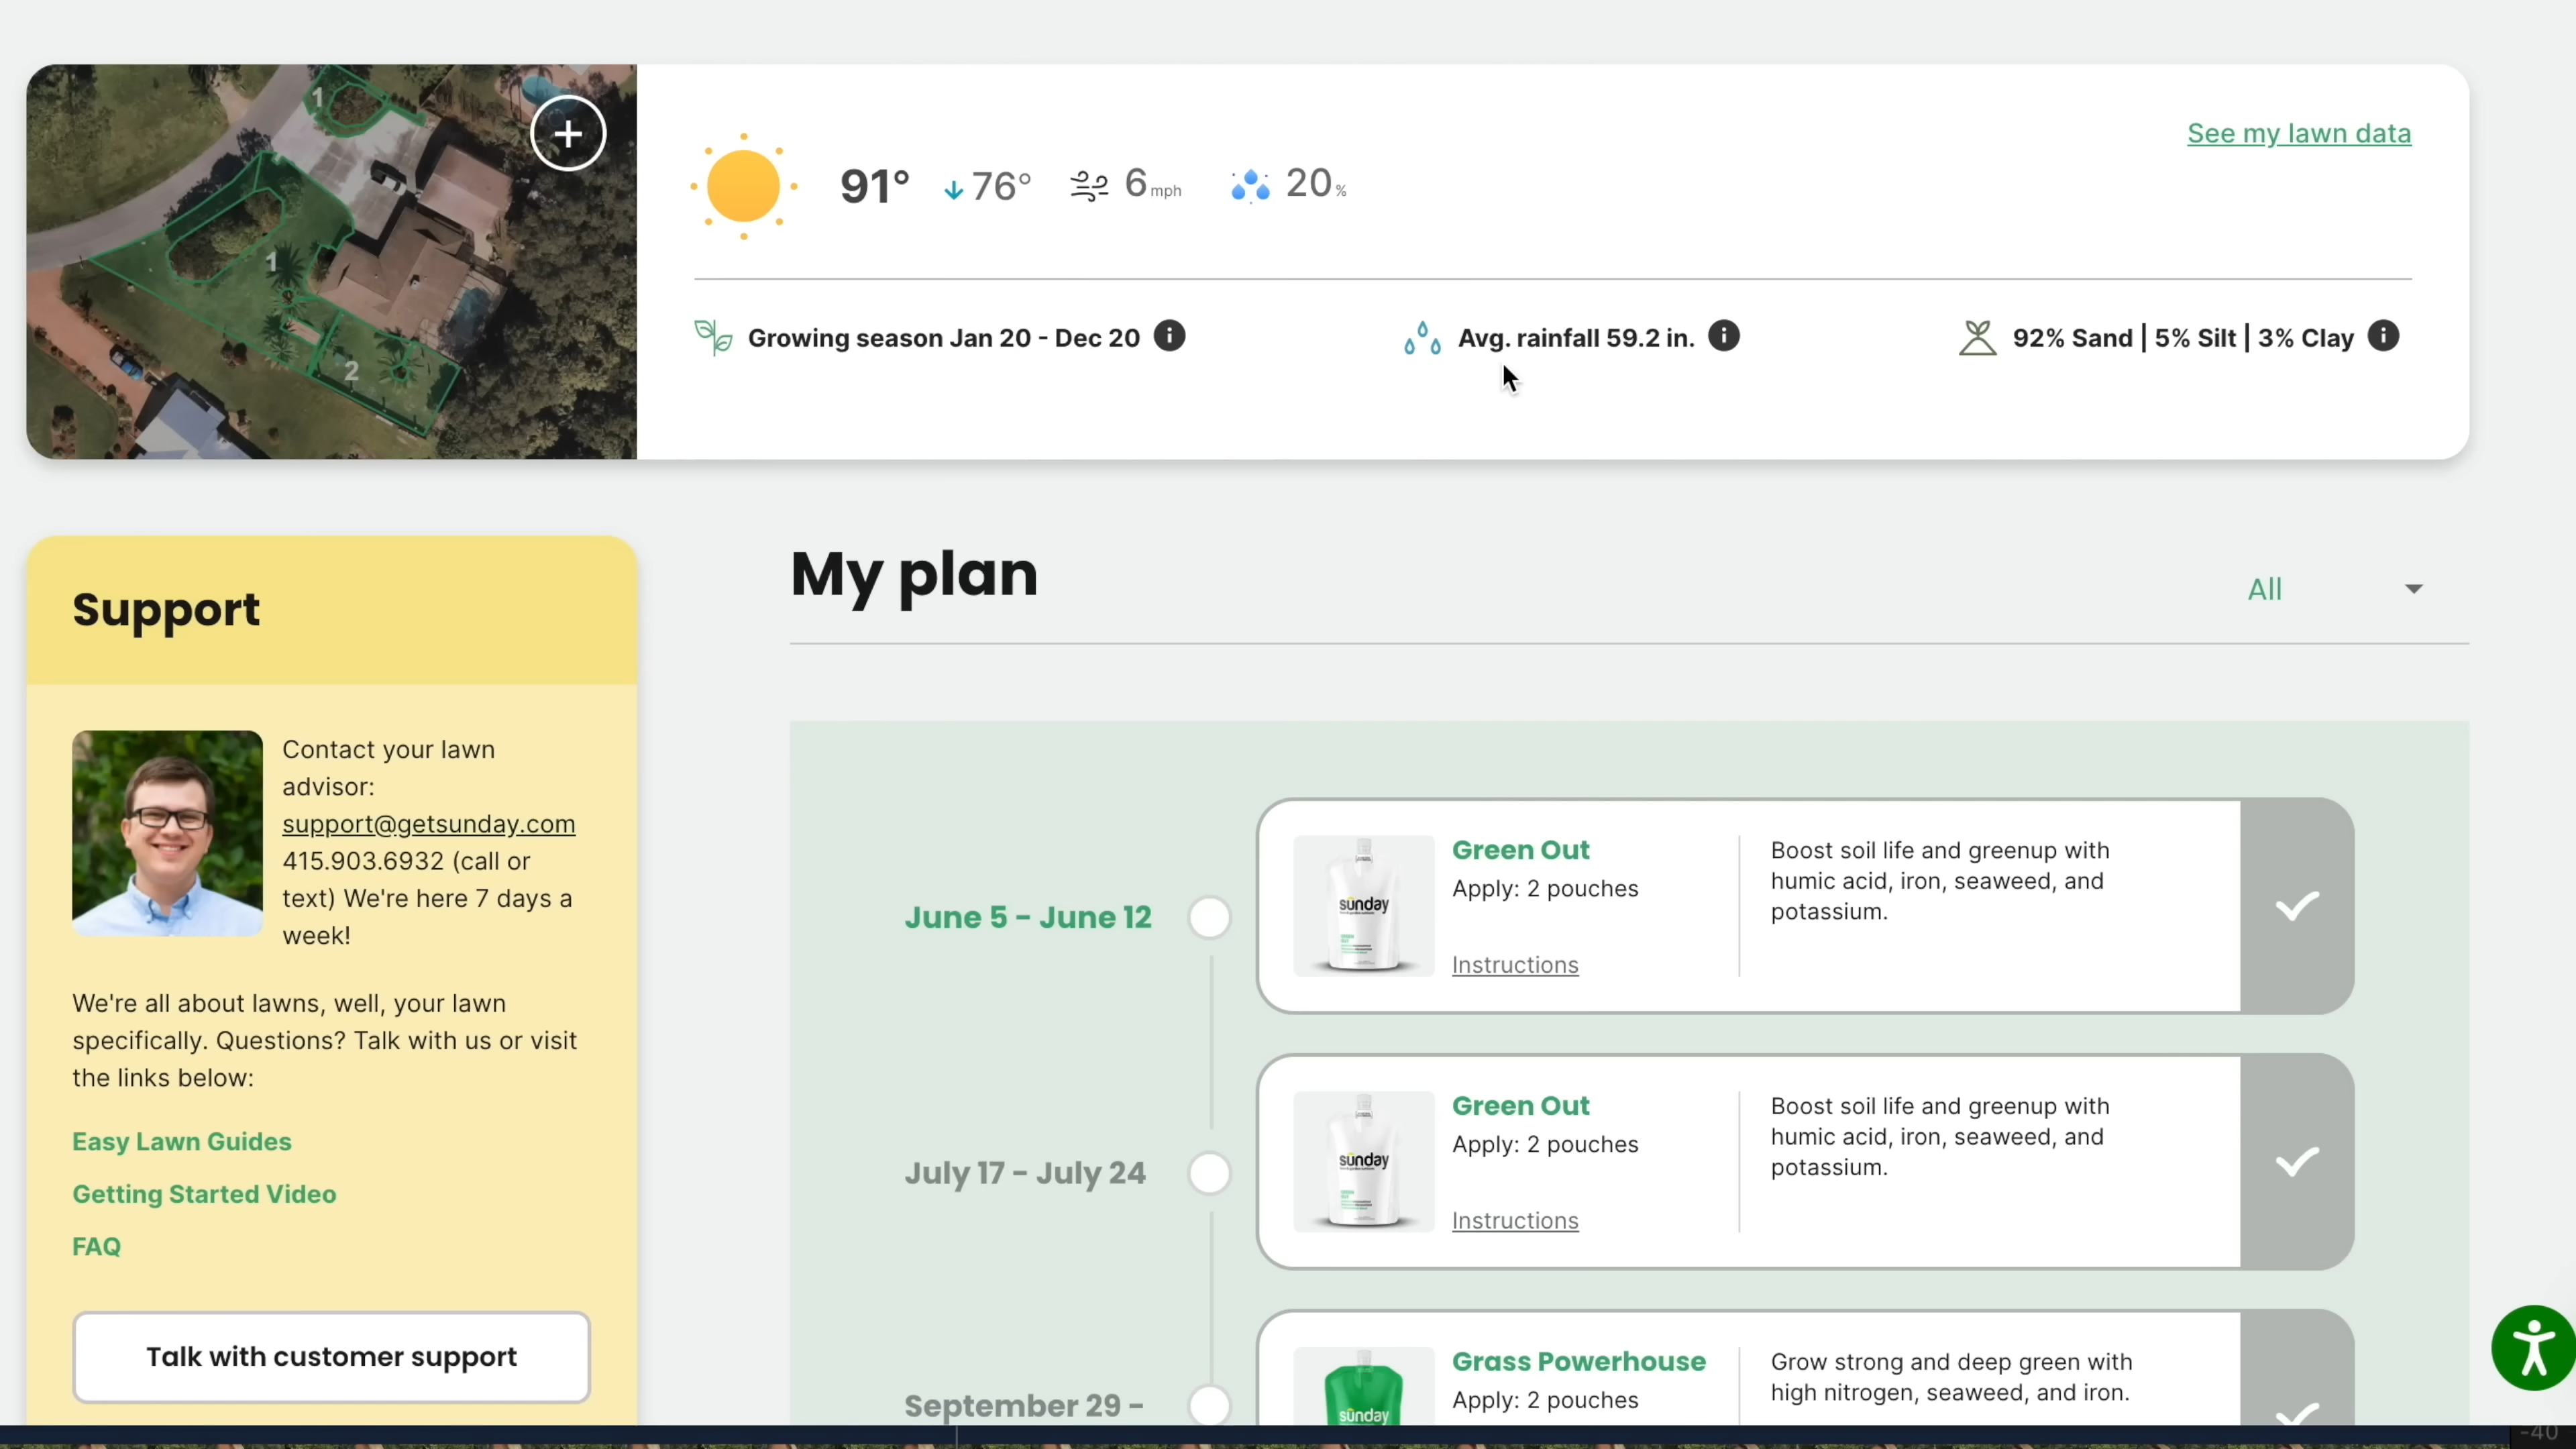 1
1
2
+
See my lawn data
91° 76° 6 mph 20 %
Growing season Jan 20 - Dec 20 i
Avg. rainfall 59.2 in. i
92% Sand | 5% Silt | 3% Clay i
Support
Contact your lawn
advisor:
support@getsunday.com
415.903.6932 (call or
text) We're here 7 days a
week!
We're all about lawns, well, your lawn
specifically. Questions? Talk with us or visit
the links below:
Easy Lawn Guides
Getting Started Video
FAQ
Talk with customer support
My plan
All
June 5 - June 12
sunday
Green Out
Apply: 2 pouches
Instructions
Boost soil life and greenup with
humic acid, iron, seaweed, and
potassium.
July 17 - July 24
sunday
Green Out
Apply: 2 pouches
Instructions
Boost soil life and greenup with
humic acid, iron, seaweed, and
potassium.
September 29 -
sunday
Grass Powerhouse
Apply: 2 pouches
Grow strong and deep green with
high nitrogen, seaweed, and iron.
-40